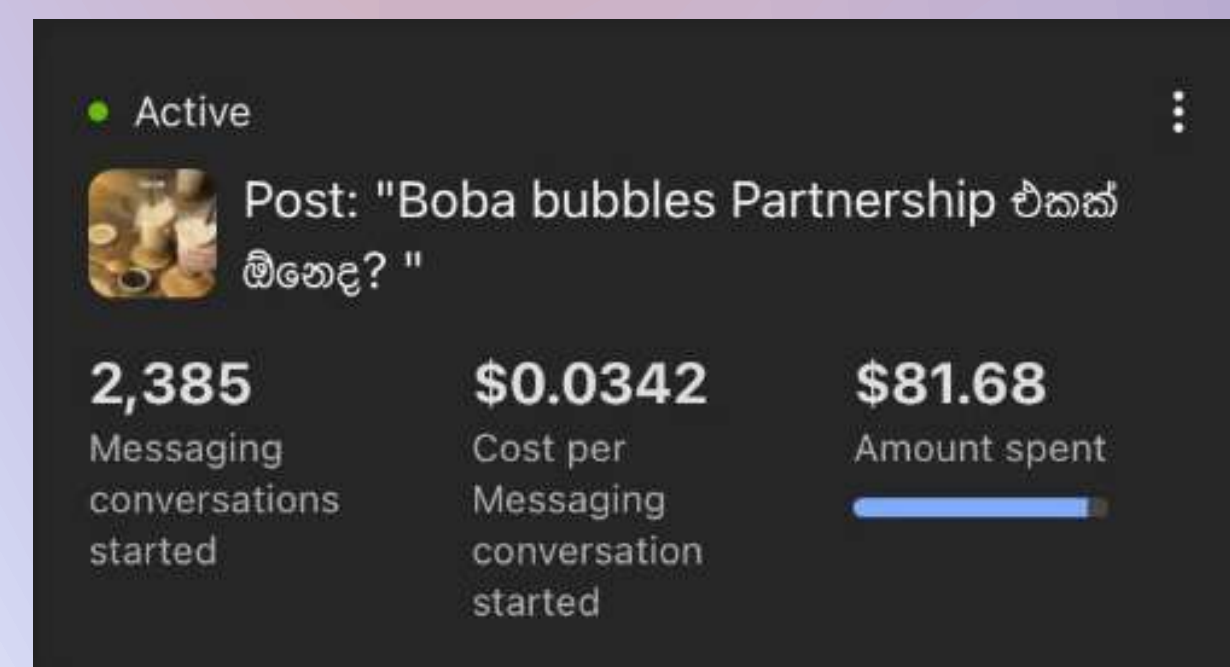 Active
Post: "Boba bubbles Partnership එකක්
ඕනෙද? "
2,385
Messaging
conversations
started
$0.0342
Cost per
Messaging
conversation
started
$81.68
Amount spent